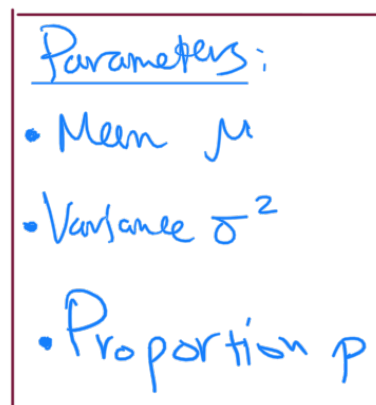 Parameters:
• Mean μ
• Variance σ²
• Proportion p